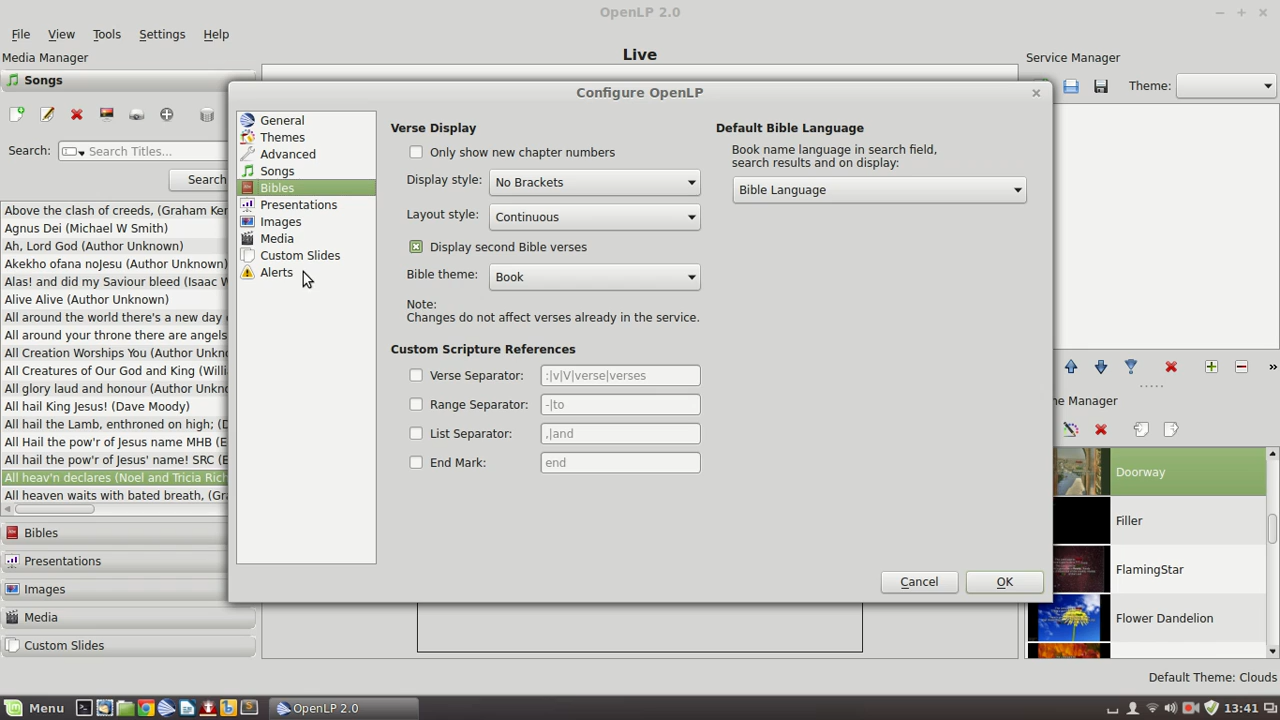 OpenLP 2.0
File View Tools Settings Help
Media Manager
Live
Service Manager
Songs
Theme:
Search: Search Titles...
Search
Above the clash of creeds, (Graham Ken
Agnus Dei (Michael W Smith)
Ah, Lord God (Author Unknown)
Akekho ofana noJesu (Author Unknown)
Alas! and did my Saviour bleed (Isaac W
Alive Alive (Author Unknown)
All around the world there's a new day
All around your throne there are angels
All Creation Worships You (Author Unkno
All Creatures of Our God and King (Willia
All glory laud and honour (Author Unkn
All hail King Jesus! (Dave Moody)
All hail the Lamb, enthroned on high; (D
All Hail the pow'r of Jesus name MHB (E
All hail the pow'r of Jesus' name! SRC (E
All heav'n declares (Noel and Tricia Rich
All heaven waits with bated breath, (Gra
Bibles
Presentations
Images
Media
Custom Slides
Configure OpenLP
General
Themes
Advanced
Songs
Bibles
Presentations
Images
Media
Custom Slides
Alerts
Verse Display
Only show new chapter numbers
Display style: No Brackets
Layout style: Continuous
Display second Bible verses
Bible theme: Book
Note:
Changes do not affect verses already in the service.
Custom Scripture References
Verse Separator: :|v|V|verse|verses
Range Separator: -|to
List Separator: ,|and
End Mark: end
Default Bible Language
Book name language in search field,
search results and on display:
Bible Language
Cancel OK
»
me Manager
Doorway
Filler
FlamingStar
Flower Dandelion
Default Theme: Clouds
Menu OpenLP 2.0 13:41